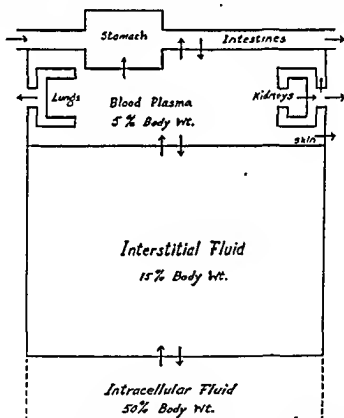 Stomach
Intestines
Lungs
Blood Plasma
5% Body Wt.
Kidneys
Skin
Interstitial Fluid
15% Body Wt.
Intracellular Fluid
50% Body Wt.